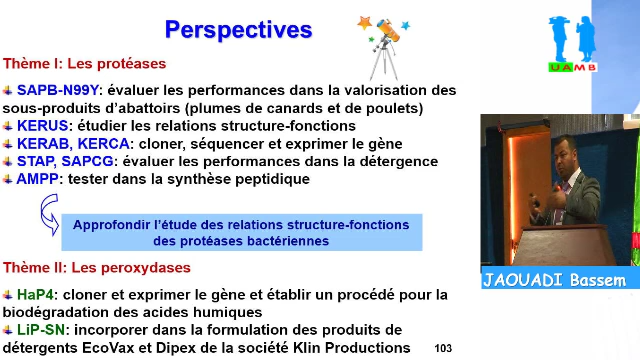 Perspectives
Thème I: Les protéases
SAPB-N99Y: évaluer les performances dans la valorisation des
sous-produits d'abattoirs (plumes de canards et de poulets)
KERUS: étudier les relations structure-fonctions
KERAB, KERCA: cloner, séquencer et exprimer le gène
STAP, SAPCG: évaluer les performances dans la détergence
AMPP: tester dans la synthèse peptidique
Approfondir l'étude des relations structure-fonctions
des protéases bactériennes
Thème II: Les peroxydases
HaP4: cloner et exprimer le gène et établir un procédé pour la
biodégradation des acides humiques
LiP-SN: incorporer dans la formulation des produits de
détergents EcoVax et Dipex de la société Klin Productions
103
UAMB
JAOUADI Bassem